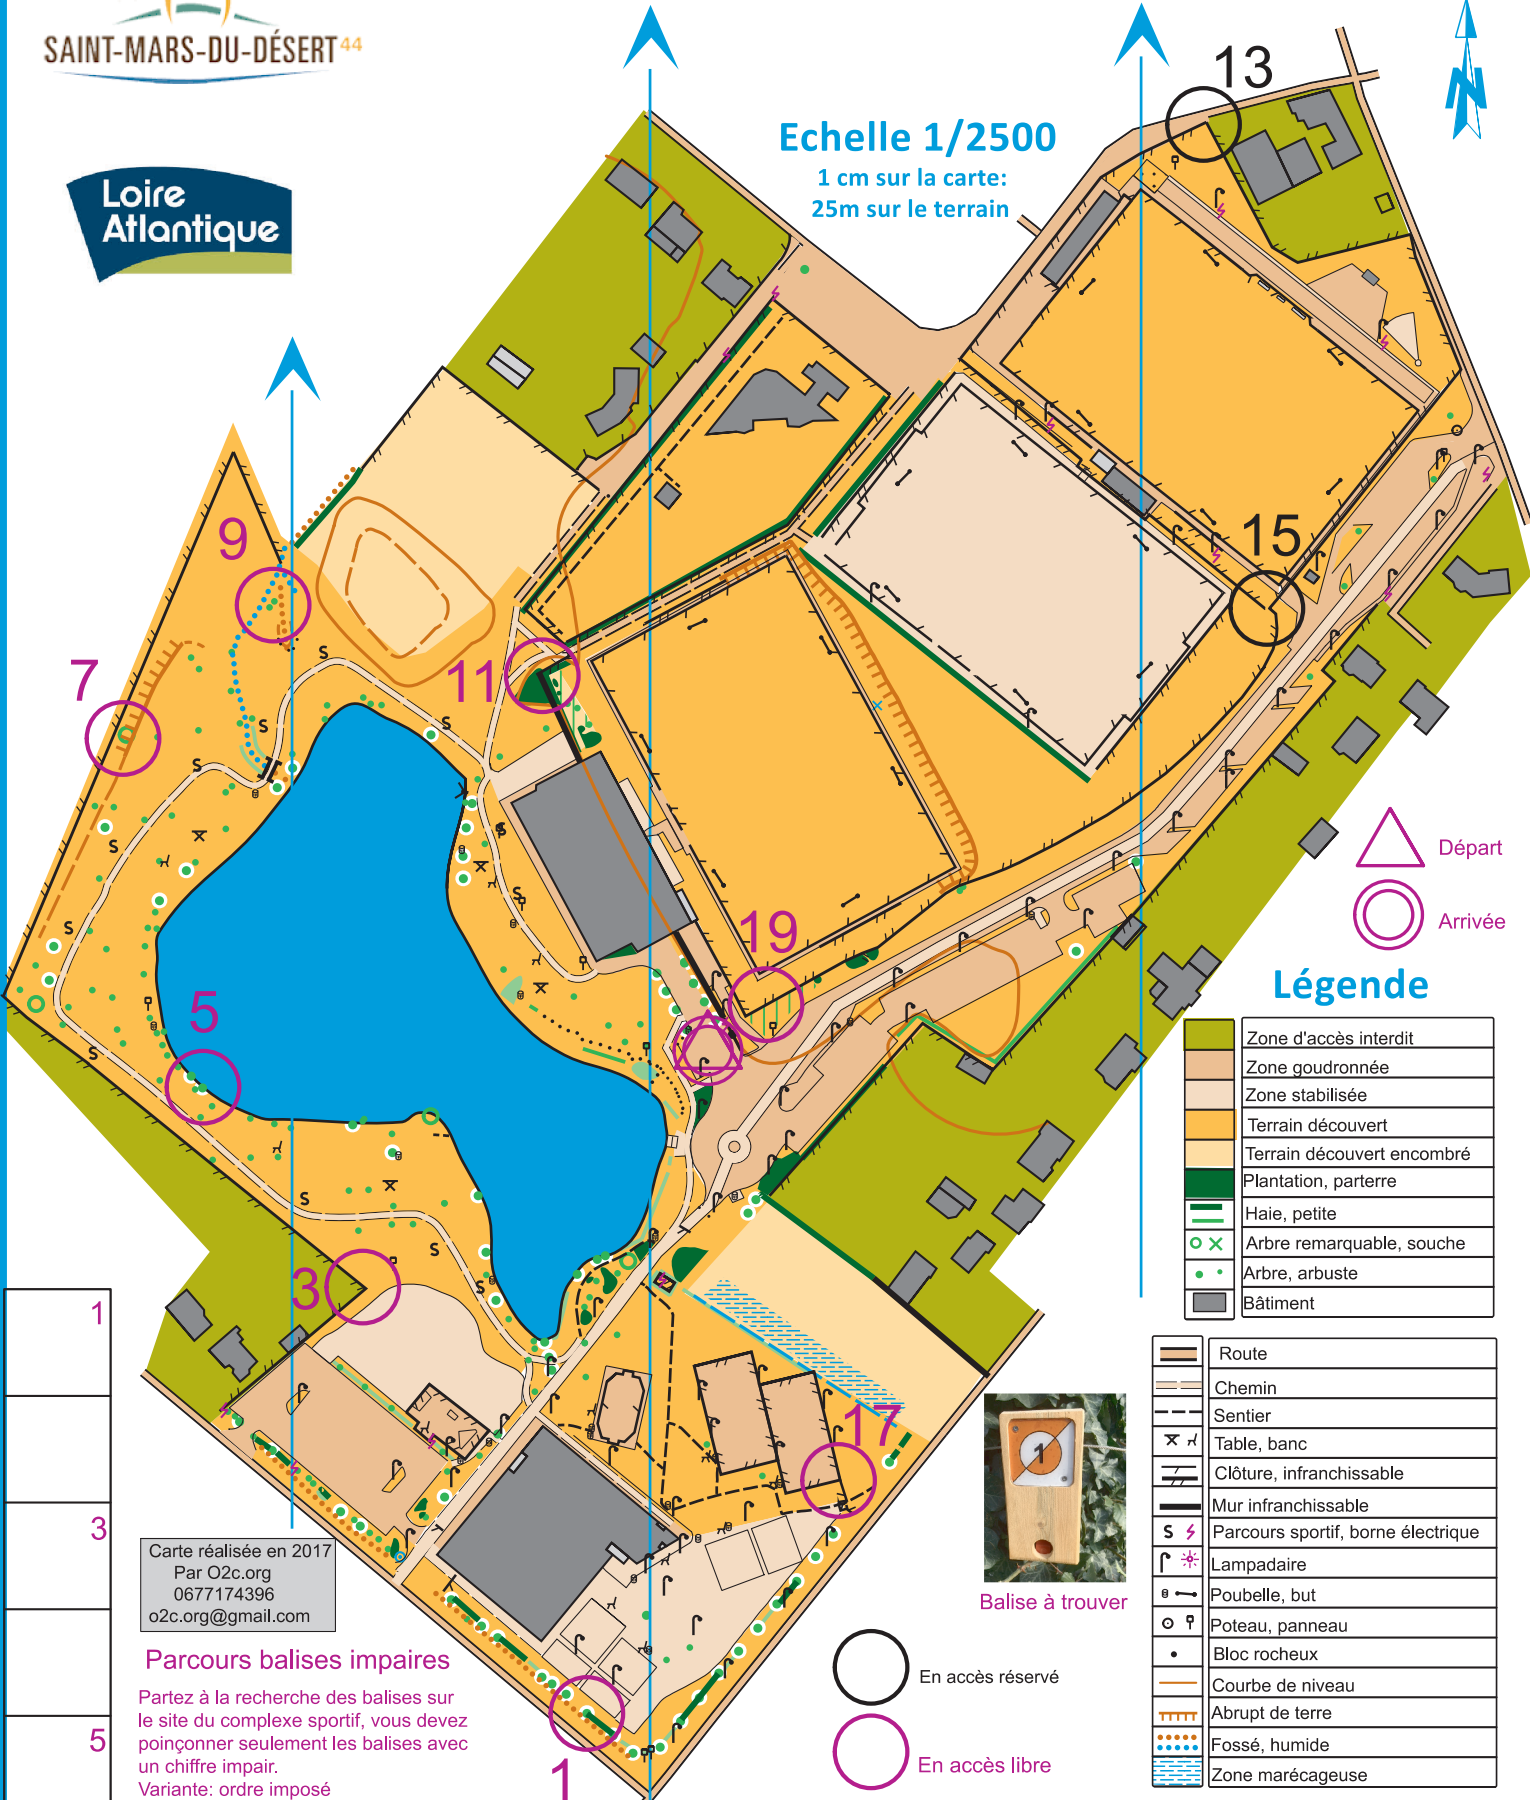 SAINT-MARS-DU-DÉSERT 44
Loire
Atlantique
Echelle 1/2500
1 cm sur la carte:
25m sur le terrain
N
13
15
9
7
11
19
5
3
17
1
S
S
S
S
S
S
S
S
S
S
S
S
S
Départ
Arrivée
Légende
Zone d'accès interdit
Zone goudronnée
Zone stabilisée
Terrain découvert
Terrain découvert encombré
Plantation, parterre
Haie, petite
Arbre remarquable, souche
Arbre, arbuste
Bâtiment
Route
Chemin
Sentier
Table, banc
Clôture, infranchissable
Mur infranchissable
S Parcours sportif, borne électrique
Lampadaire
Poubelle, but
Poteau, panneau
Bloc rocheux
Courbe de niveau
Abrupt de terre
Fossé, humide
Zone marécageuse
1
Balise à trouver
En accès réservé
En accès libre
1
3
5
Carte réalisée en 2017
Par O2c.org
0677174396
o2c.org@gmail.com
Parcours balises impaires
Partez à la recherche des balises sur
le site du complexe sportif, vous devez
poinçonner seulement les balises avec
un chiffre impair.
Variante: ordre imposé